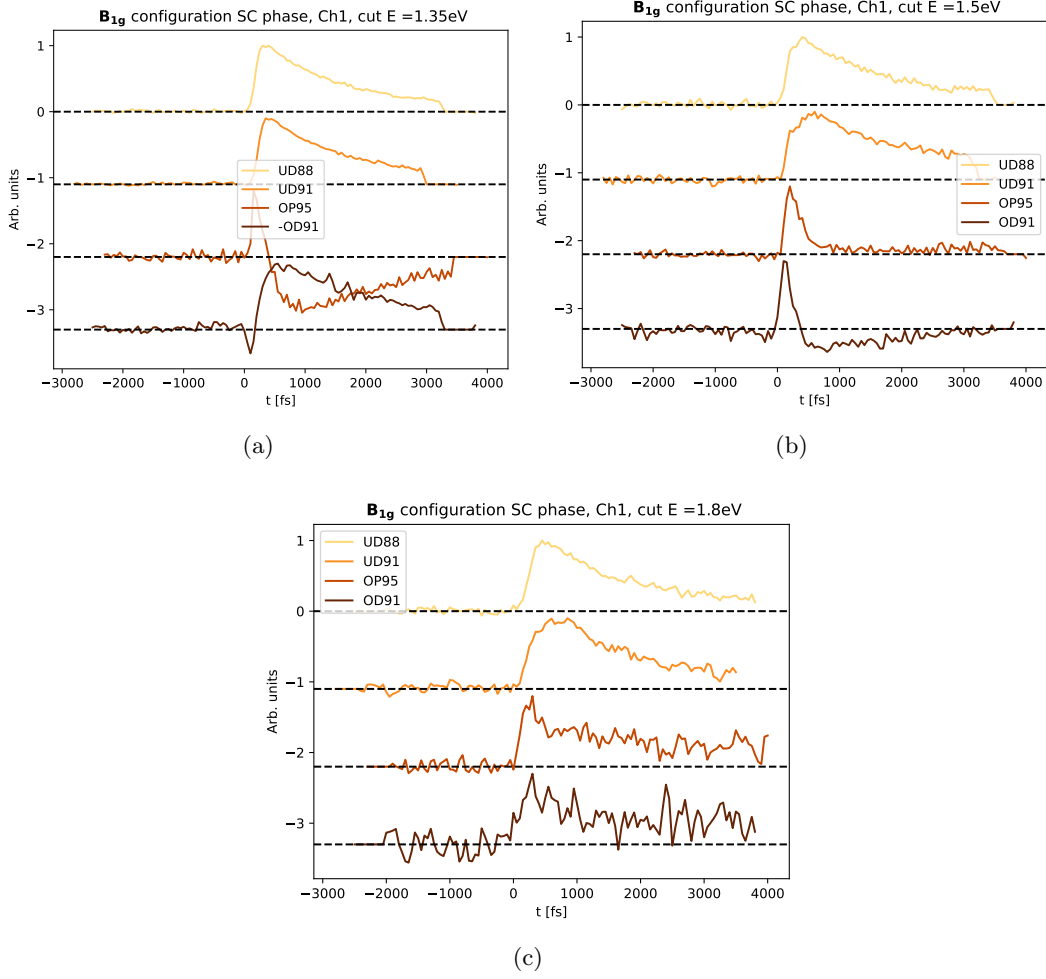 B1g configuration SC phase, Ch1, cut E =1.35eV
Arb. units
1
0
−1
−2
−3
UD88
UD91
OP95
-OD91
−3000 −2000 −1000 0 1000 2000 3000 4000
t [fs]
(a)
B1g configuration SC phase, Ch1, cut E =1.5eV
Arb. units
1
0
−1
−2
−3
UD88
UD91
OP95
OD91
−3000 −2000 −1000 0 1000 2000 3000 4000
t [fs]
(b)
B1g configuration SC phase, Ch1, cut E =1.8eV
Arb. units
1
0
−1
−2
−3
UD88
UD91
OP95
OD91
−3000 −2000 −1000 0 1000 2000 3000 4000
t [fs]
(c)